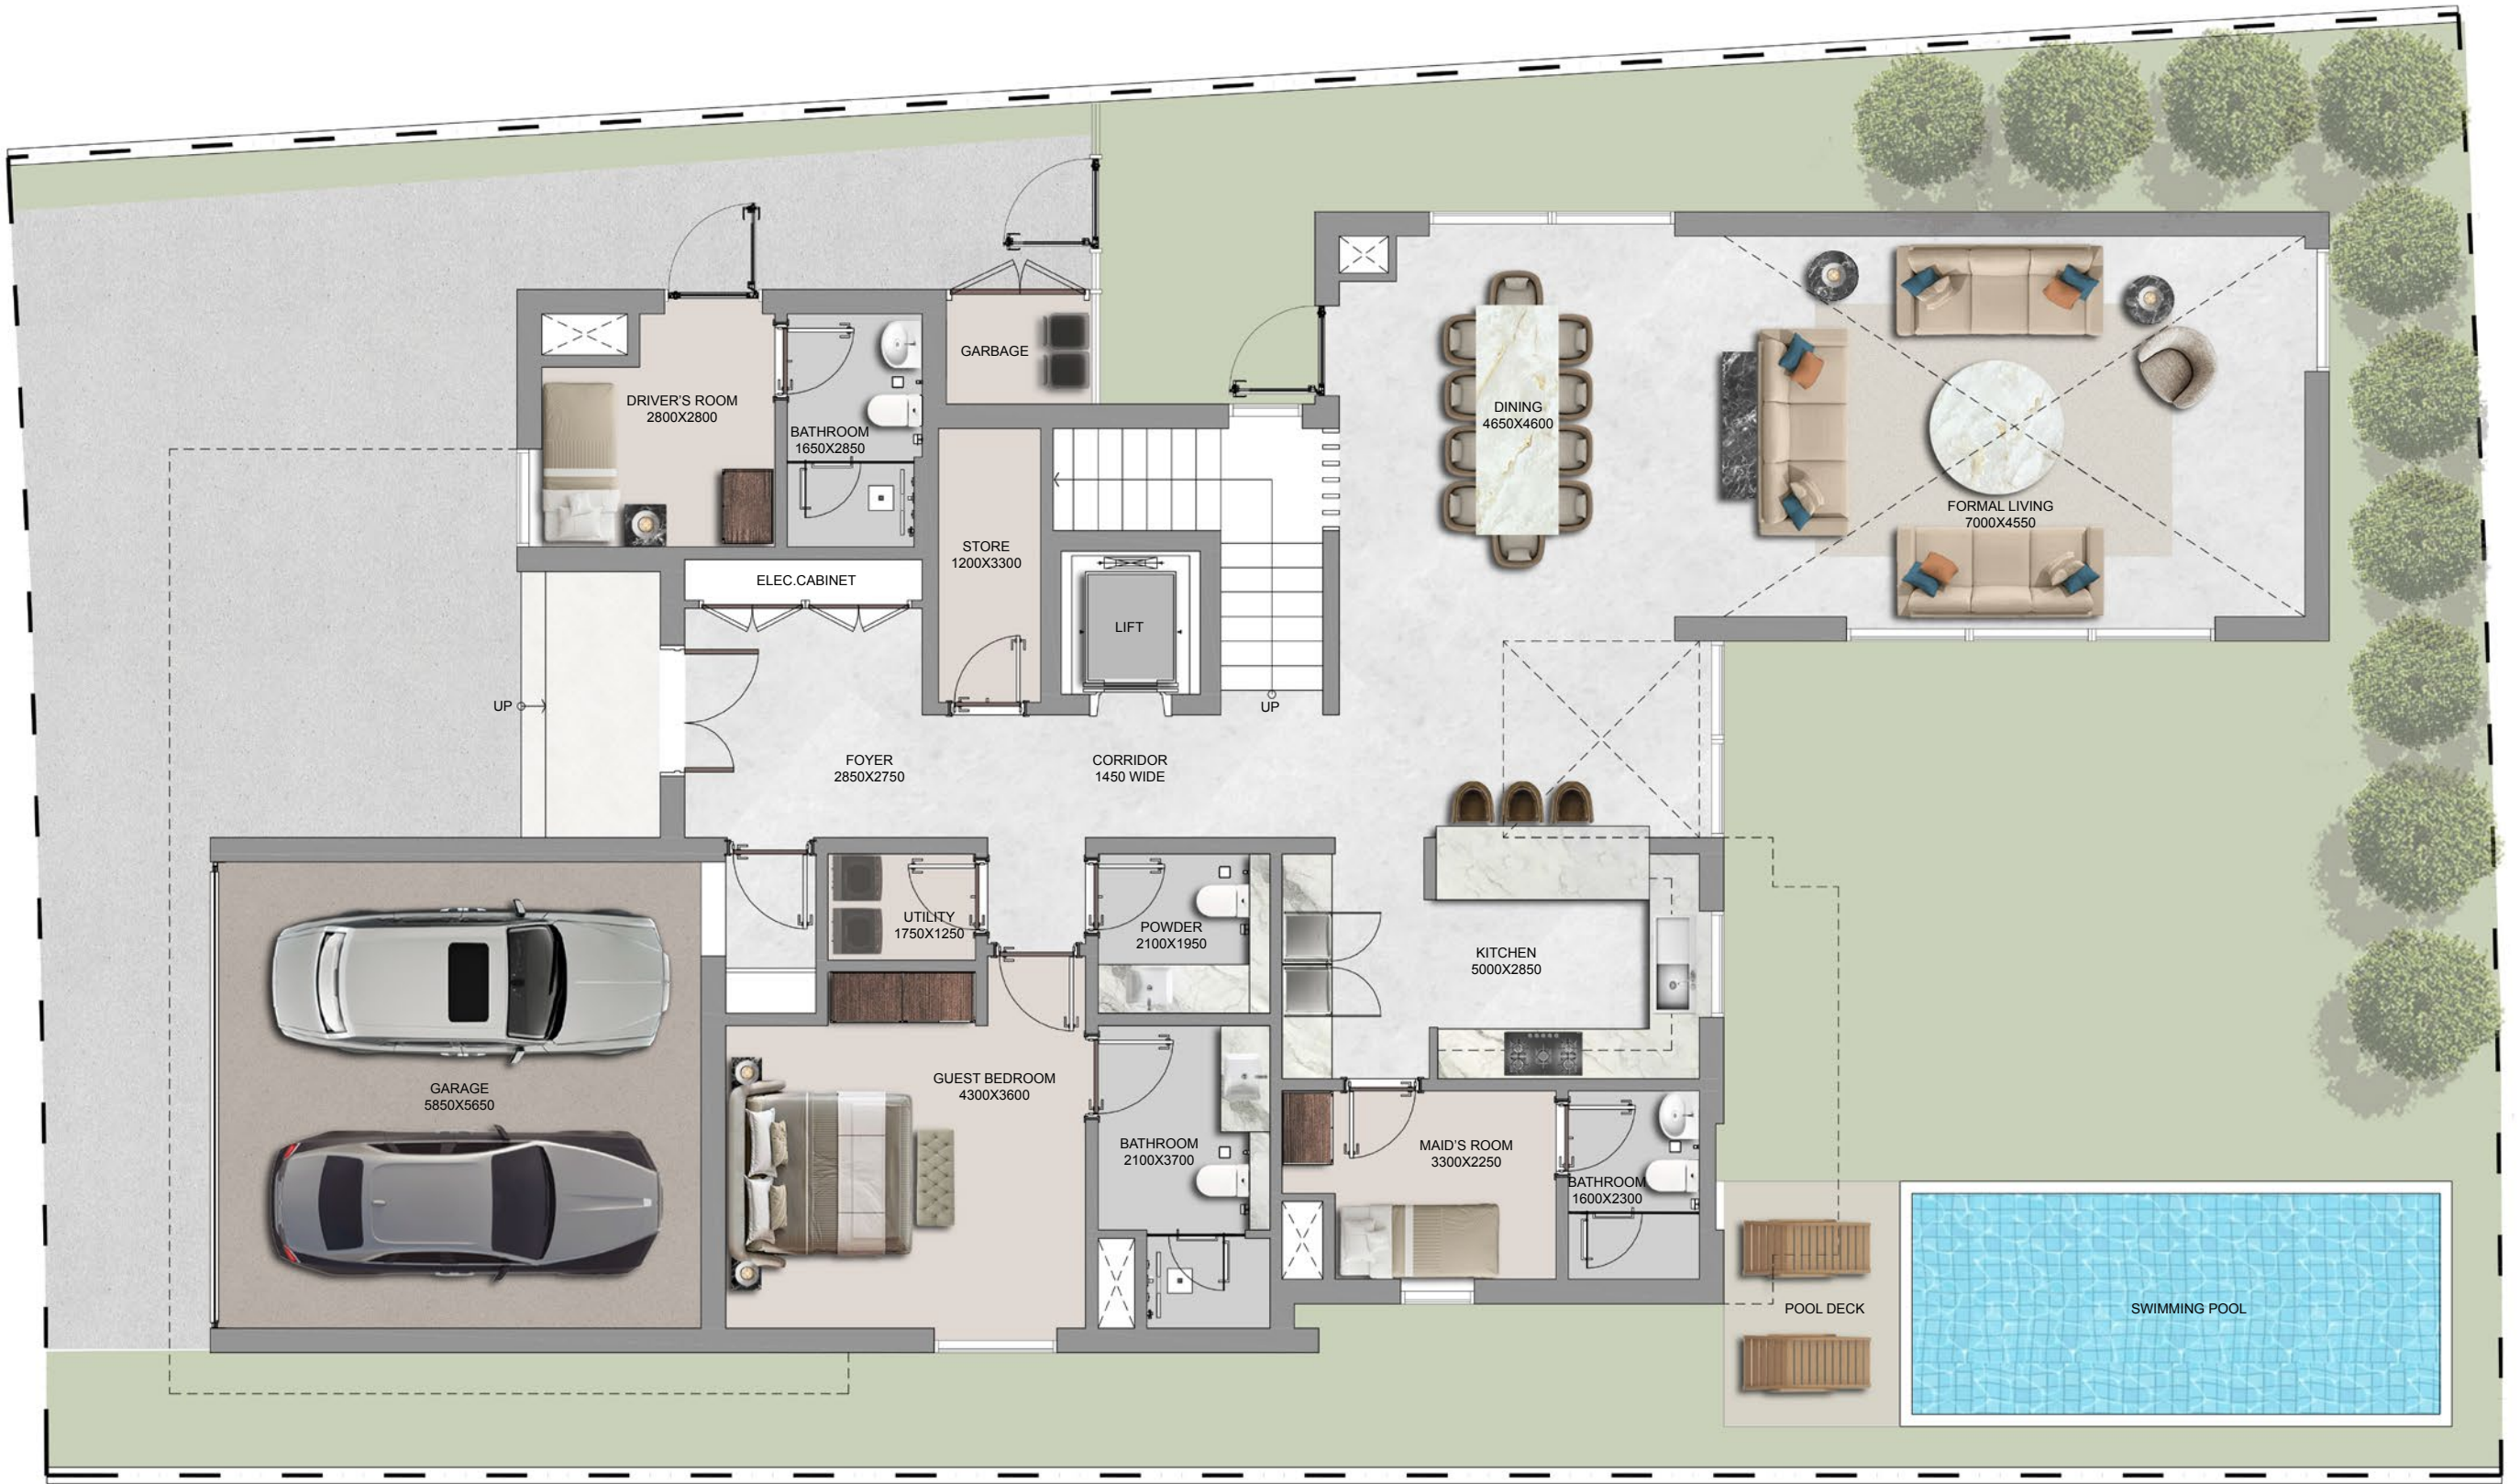 GARBAGE
DRIVER'S ROOM
2800X2800
BATHROOM
1650X2850
DINING
4650X4600
FORMAL LIVING
7000X4550
STORE
1200X3300
ELEC.CABINET
LIFT
UP
UP
FOYER
2850X2750
CORRIDOR
1450 WIDE
UTILITY
1750X1250
POWDER
2100X1950
KITCHEN
5000X2850
GARAGE
5850X5650
GUEST BEDROOM
4300X3600
BATHROOM
2100X3700
MAID'S ROOM
3300X2250
BATHROOM
1600X2300
POOL DECK
SWIMMING POOL